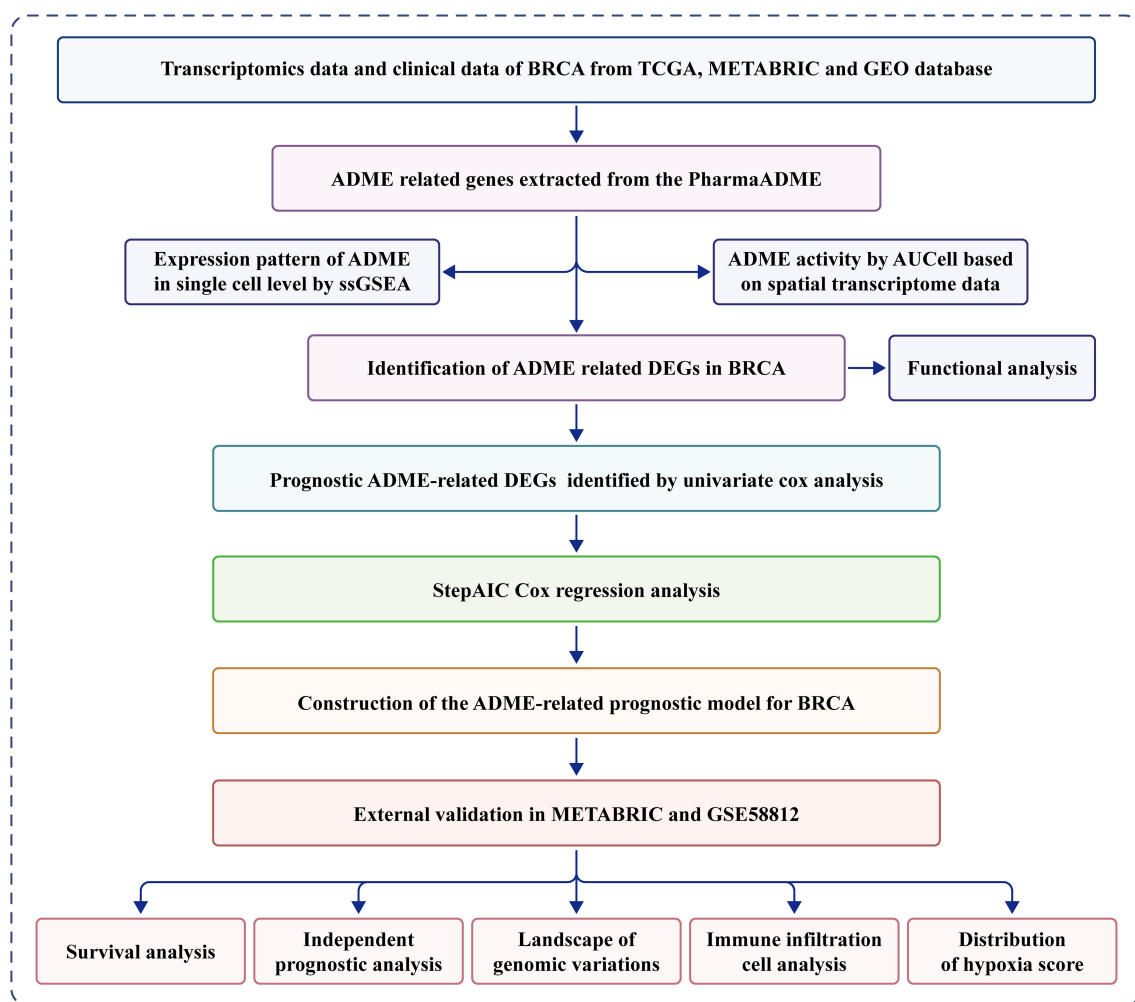 Transcriptomics data and clinical data of BRCA from TCGA, METABRIC and GEO database
ADME related genes extracted from the PharmaADME
Expression pattern of ADME
in single cell level by ssGSEA
ADME activity by AUCell based
on spatial transcriptome data
Identification of ADME related DEGs in BRCA
Functional analysis
Prognostic ADME-related DEGs  identified by univariate cox analysis
StepAIC Cox regression analysis
Construction of the ADME-related prognostic model for BRCA
External validation in METABRIC and GSE58812
Survival analysis
Independent
prognostic analysis
Landscape of
genomic variations
Immune infiltration
cell analysis
Distribution
of hypoxia score